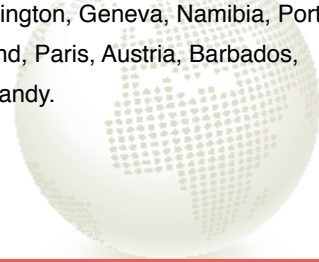 ington, Geneva, Namibia, Port
nd, Paris, Austria, Barbados,
andy.